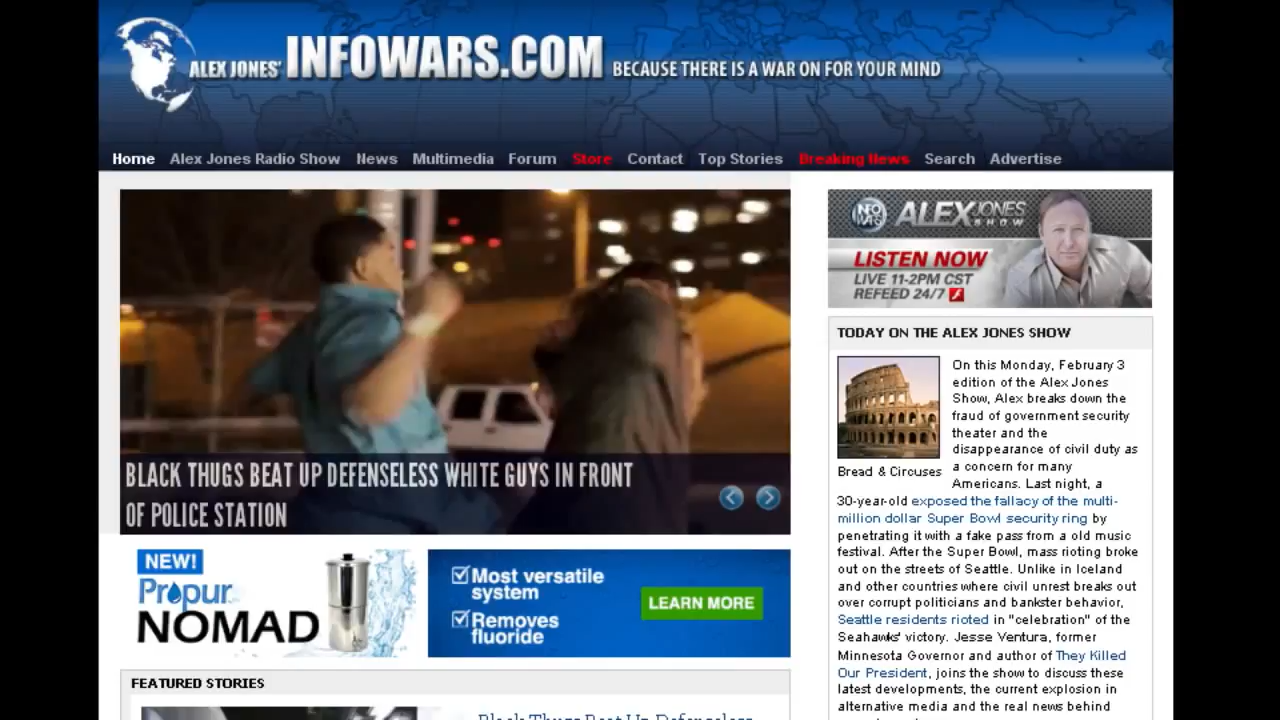 ALEX JONES' INFOWARS.COM BECAUSE THERE IS A WAR ON FOR YOUR MIND
Home Alex Jones Radio Show News Multimedia Forum Store Contact Top Stories Breaking News Search Advertise
BLACK THUGS BEAT UP DEFENSELESS WHITE GUYS IN FRONT
OF POLICE STATION
NEW!
Propur
NOMAD
Most versatile
system
Removes
fluoride
LEARN MORE
FEATURED STORIES
Black Thugs Beat Up Defenseless
INFO
WARS
ALEX JONES
SHOW
LISTEN NOW
LIVE 11-2PM CST
REFEED 24/7
TODAY ON THE ALEX JONES SHOW
Bread & Circuses
On this Monday, February 3
edition of the Alex Jones
Show, Alex breaks down the
fraud of government security
theater and the
disappearance of civil duty as
a concern for many
Americans. Last night, a
30-year-old exposed the fallacy of the multi-
million dollar Super Bowl security ring by
penetrating it with a fake pass from a old music
festival. After the Super Bowl, mass rioting broke
out on the streets of Seattle. Unlike in Iceland
and other countries where civil unrest breaks out
over corrupt politicians and bankster behavior,
Seattle residents rioted in "celebration" of the
Seahawks' victory. Jesse Ventura, former
Minnesota Governor and author of They Killed
Our President, joins the show to discuss these
latest developments, the current explosion in
alternative media and the real news behind